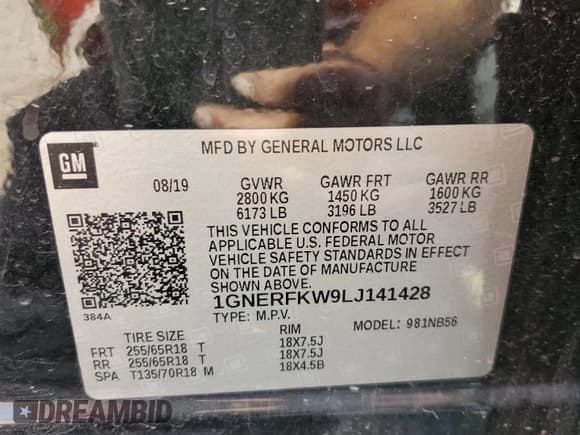 GM
MFD BY GENERAL MOTORS LLC
08/19 GVWR GAWR FRT GAWR RR
2800 KG 1450 KG 1600 KG
6173 LB 3196 LB 3527 LB
THIS VEHICLE CONFORMS TO ALL
APPLICABLE U.S. FEDERAL MOTOR
VEHICLE SAFETY STANDARDS IN EFFECT
ON THE DATE OF MANUFACTURE
SHOWN ABOVE.
384A
1GNERFKW9LJ141428
TYPE: M.P.V. MODEL: 981NB56
TIRE SIZE RIM
FRT 255/65R18 T 18X7.5J
RR 255/65R18 T 18X7.5J
SPA T135/70R18 M 18X4.5B
DREAMBID